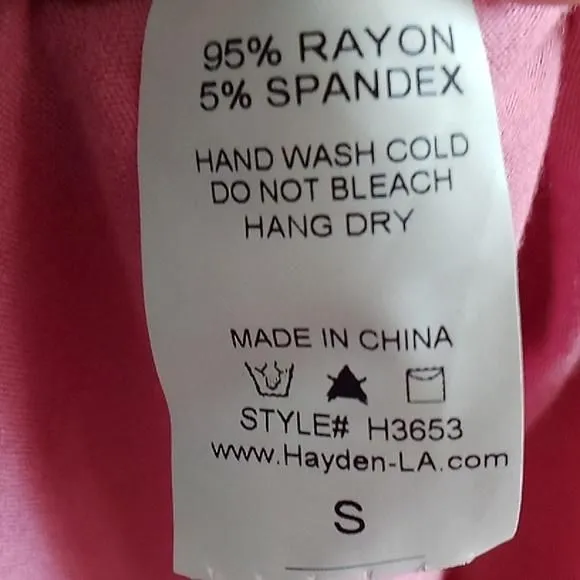 95% RAYON
5% SPANDEX
HAND WASH COLD
DO NOT BLEACH
HANG DRY
MADE IN CHINA
STYLE# H3653
www.Hayden-LA.com
S